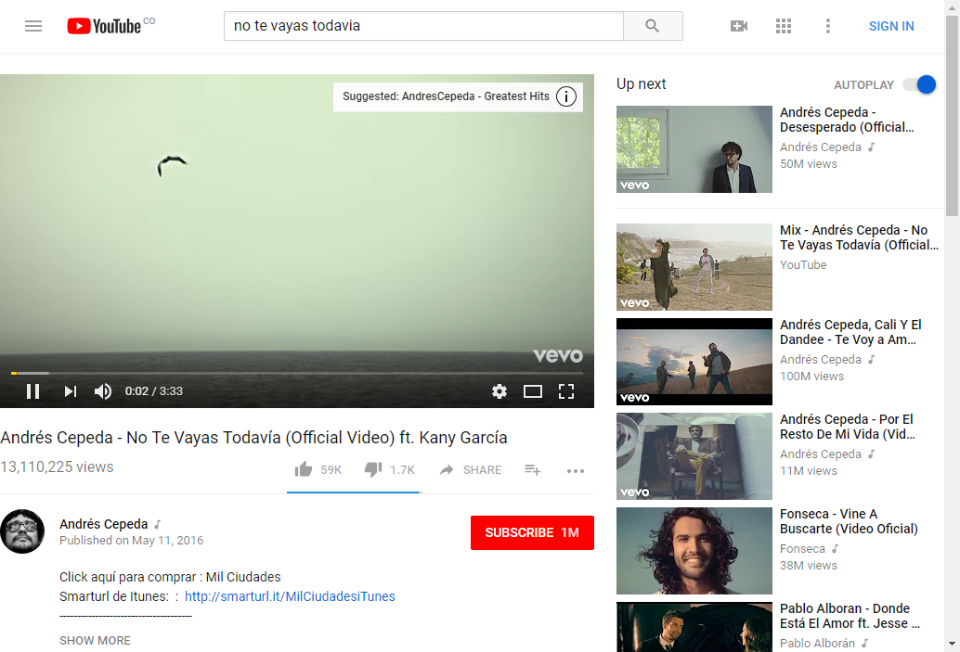 YouTube CO
no te vayas todavia
SIGN IN
Suggested: AndresCepeda - Greatest Hits
vevo
0:02 / 3:33
Andrés Cepeda - No Te Vayas Todavía (Official Video) ft. Kany García
13,110,225 views
59K
1.7K
SHARE
Andrés Cepeda
Published on May 11, 2016
SUBSCRIBE 1M
Click aquí para comprar : Mil Ciudades
Smarturl de Itunes: : http://smarturl.it/MilCiudadesiTunes
------------------------------------
SHOW MORE
Up next
AUTOPLAY
vevo
Andrés Cepeda -
Desesperado (Official...
Andrés Cepeda
50M views
vevo
Mix - Andrés Cepeda - No
Te Vayas Todavía (Official...
YouTube
vevo
Andrés Cepeda, Cali Y El
Dandee - Te Voy a Am...
Andrés Cepeda
100M views
vevo
Andrés Cepeda - Por El
Resto De Mi Vida (Vid...
Andrés Cepeda
11M views
Fonseca - Vine A
Buscarte (Video Oficial)
Fonseca
38M views
Pablo Alboran - Donde
Está El Amor ft. Jesse ...
Pablo Alborán